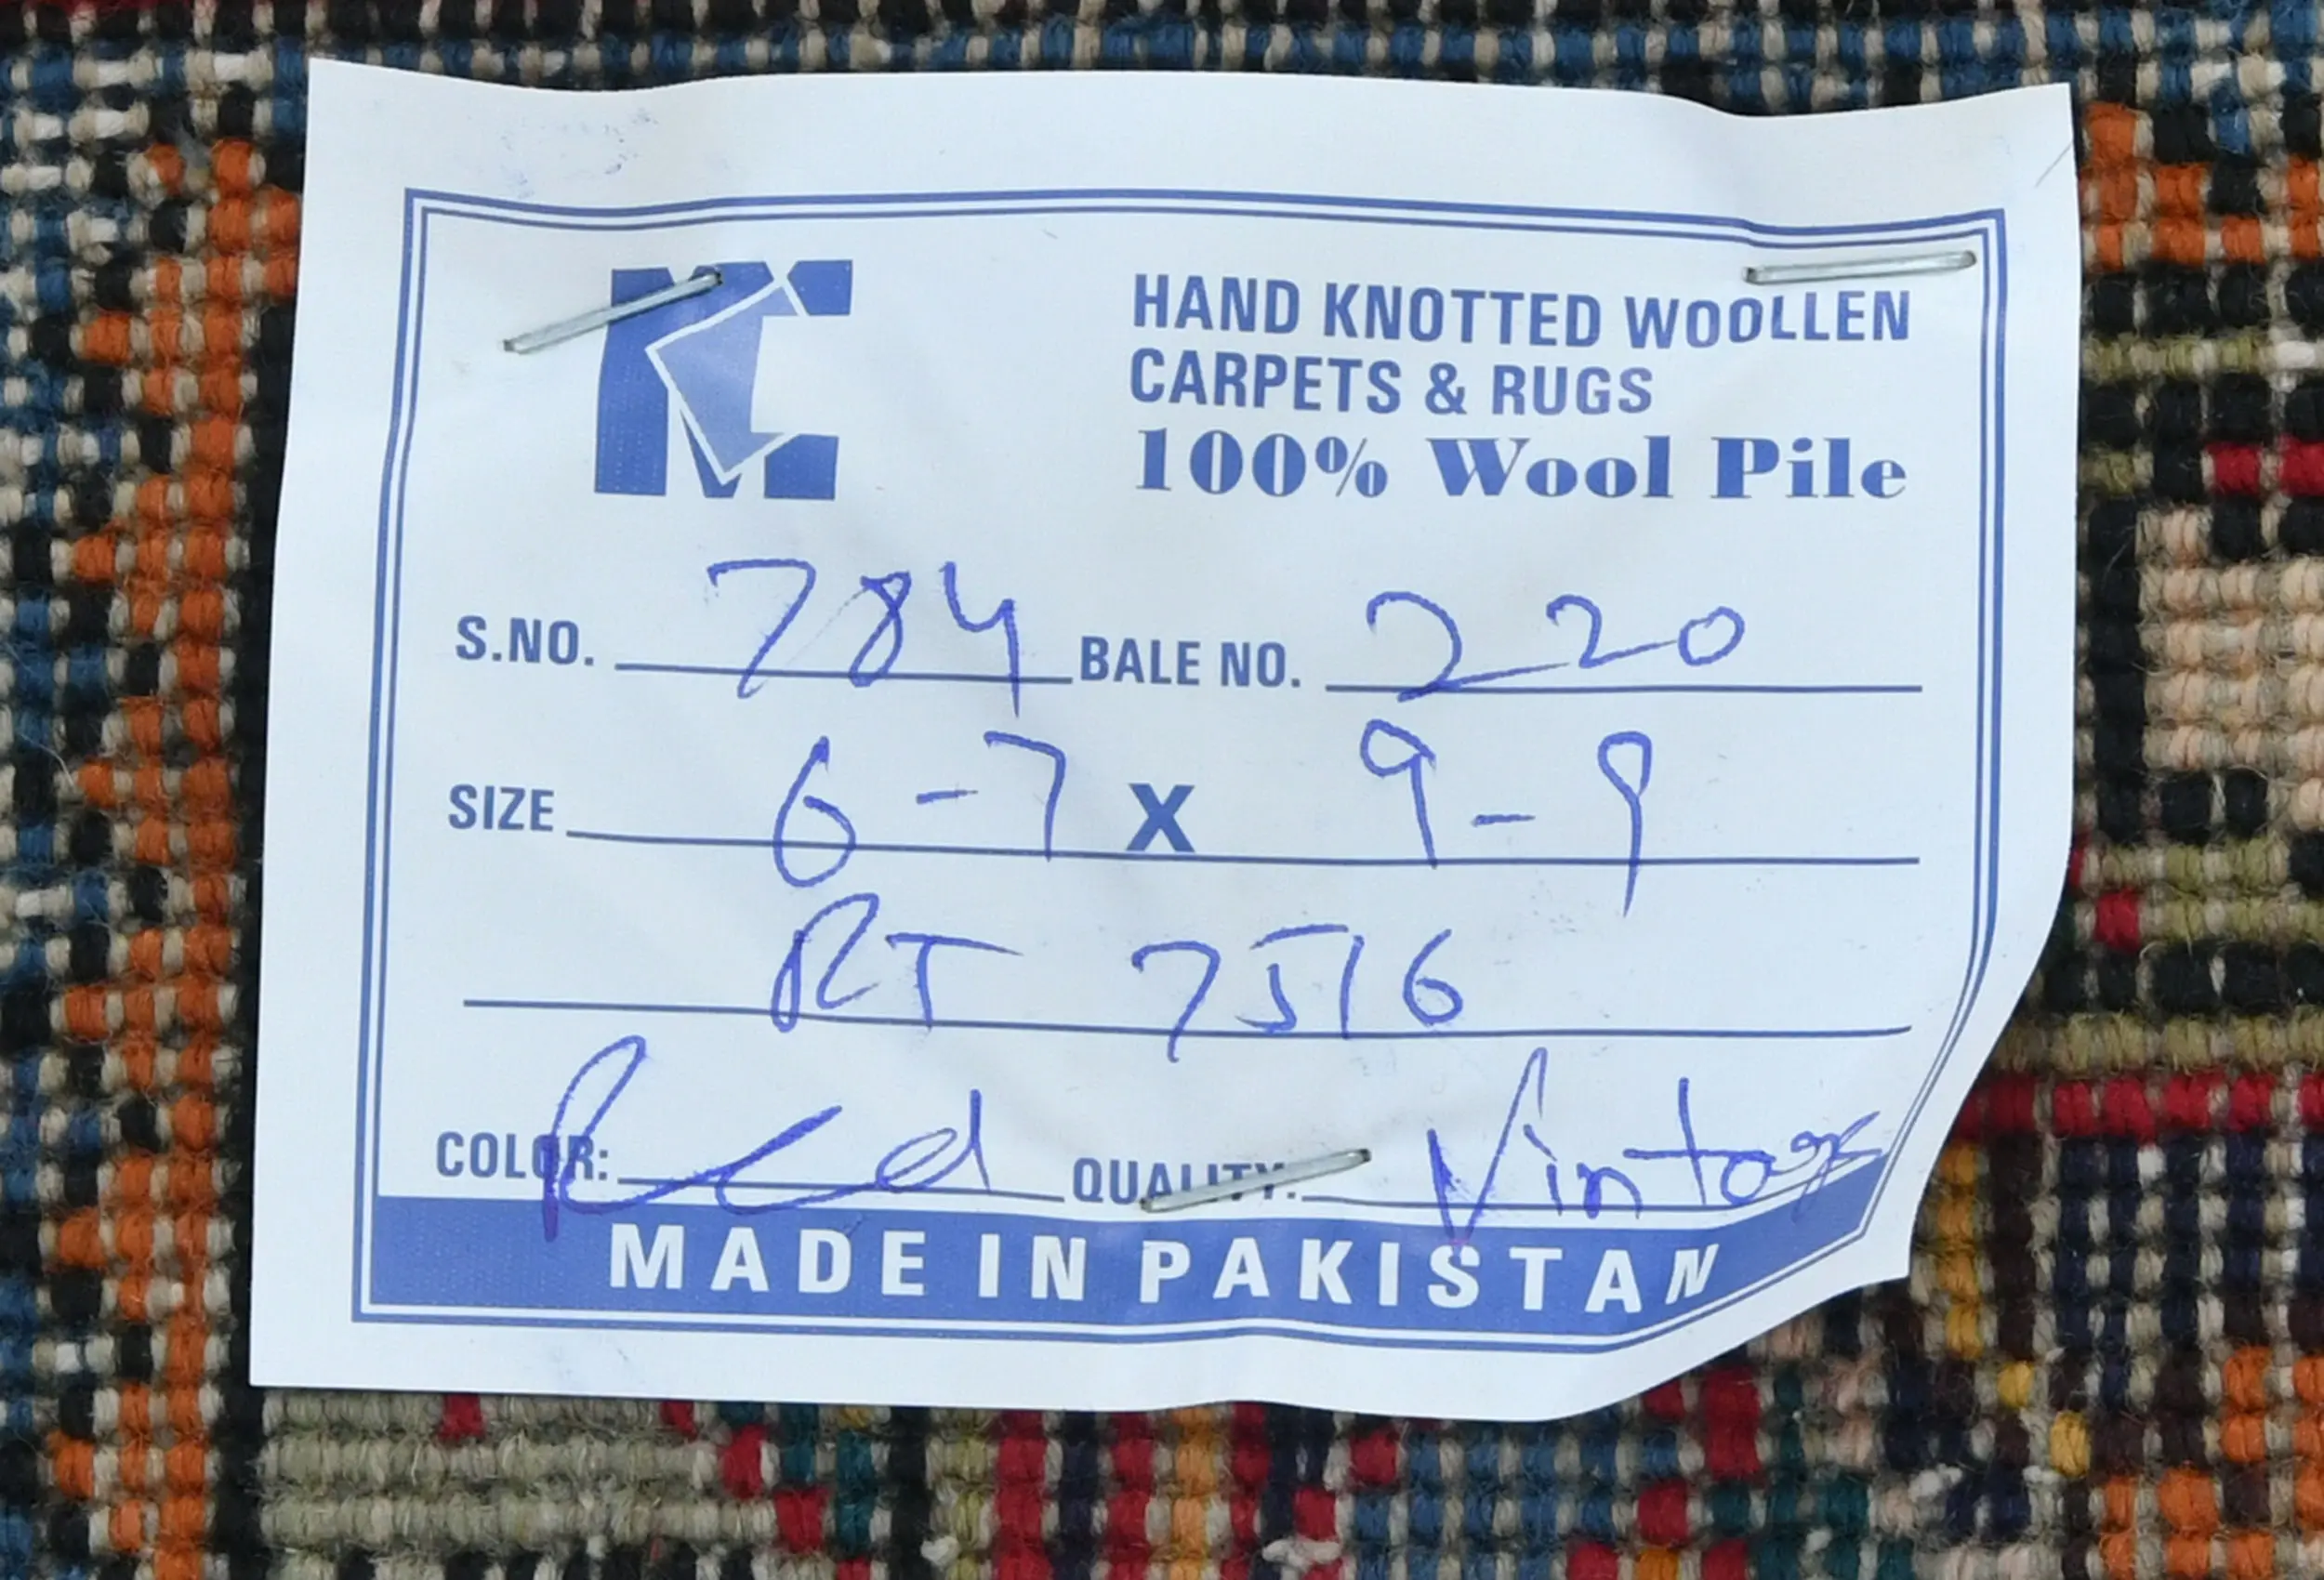 MC
HAND KNOTTED WOOLLEN
CARPETS & RUGS
100% Wool Pile
S.NO. 784 BALE NO. 220
SIZE 6-7 X 9-9
RT 7516
COLOR: Red QUALITY: Vintage
MADE IN PAKISTAN